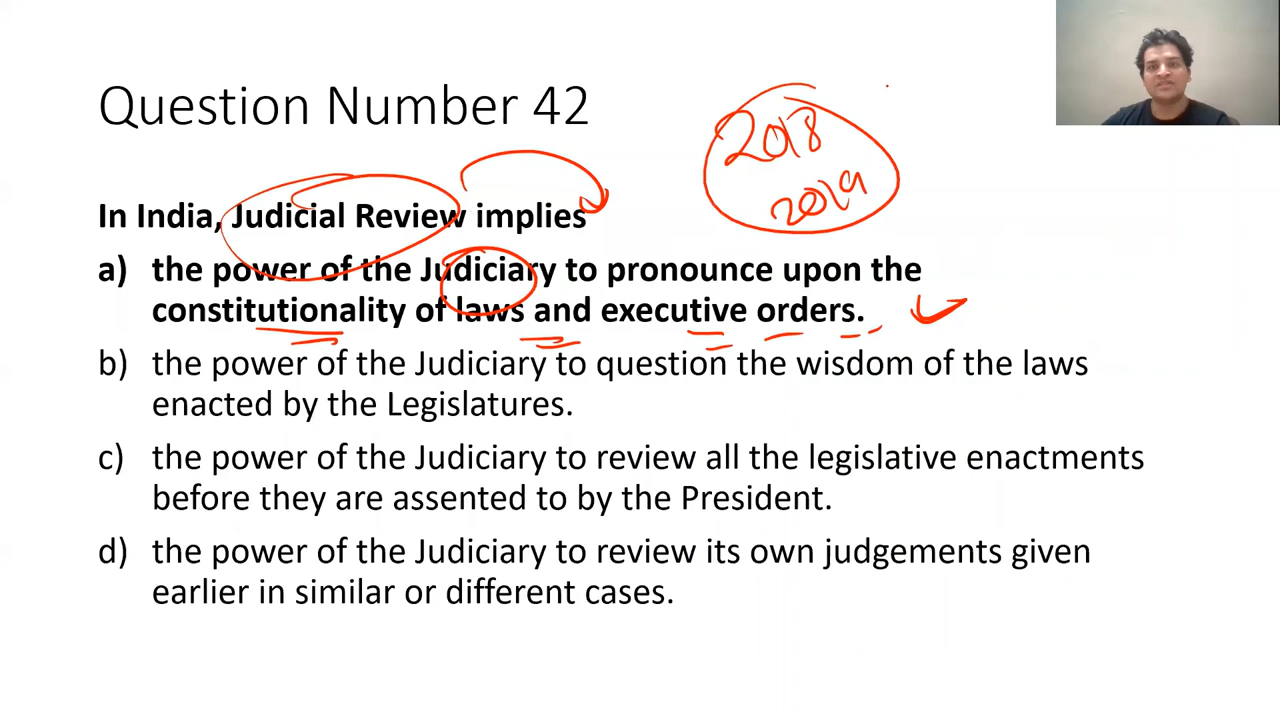 Question Number 42
2018
2019
In India, Judicial Review implies
a) the power of the Judiciary to pronounce upon the
constitutionality of laws and executive orders.
b) the power of the Judiciary to question the wisdom of the laws
enacted by the Legislatures.
c) the power of the Judiciary to review all the legislative enactments
before they are assented to by the President.
d) the power of the Judiciary to review its own judgements given
earlier in similar or different cases.